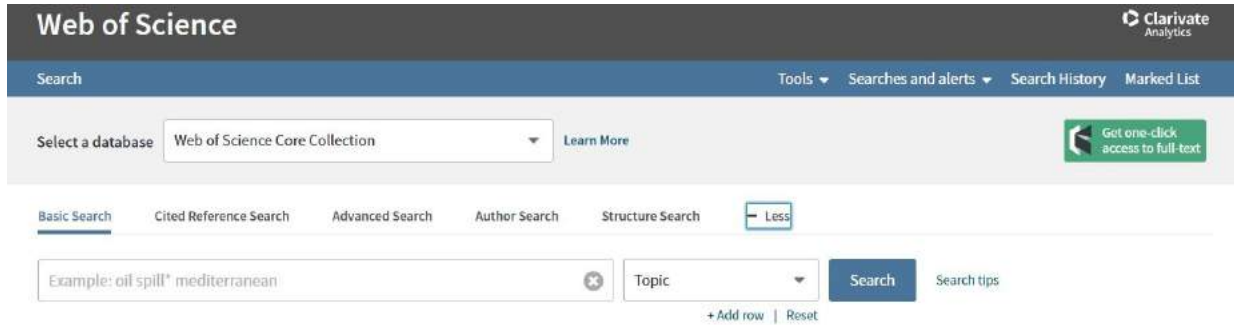 Web of Science
Clarivate
Analytics
Search
Tools
Searches and alerts
Search History
Marked List
Select a database
Web of Science Core Collection
Learn More
Get one-click
access to full-text
Basic Search
Cited Reference Search
Advanced Search
Author Search
Structure Search
− Less
Example: oil spill* mediterranean
Topic
Search
Search tips
+ Add row | Reset